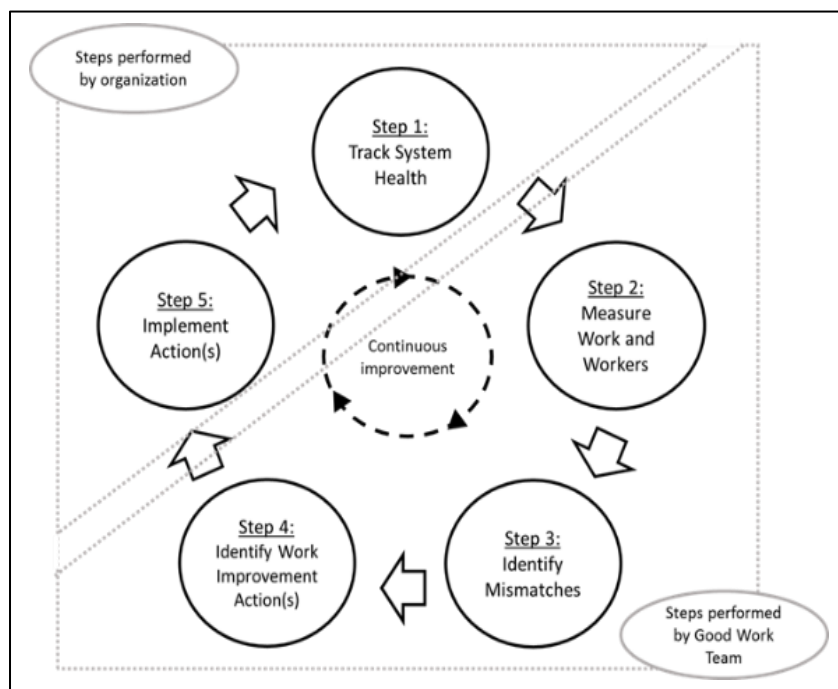 Steps performed
by organization
Step 1:
Track System
Health
Step 2:
Measure
Work and
Workers
Step 3:
Identify
Mismatches
Step 4:
Identify Work
Improvement
Action(s)
Step 5:
Implement
Action(s)
Continuous
improvement
Steps performed
by Good Work
Team